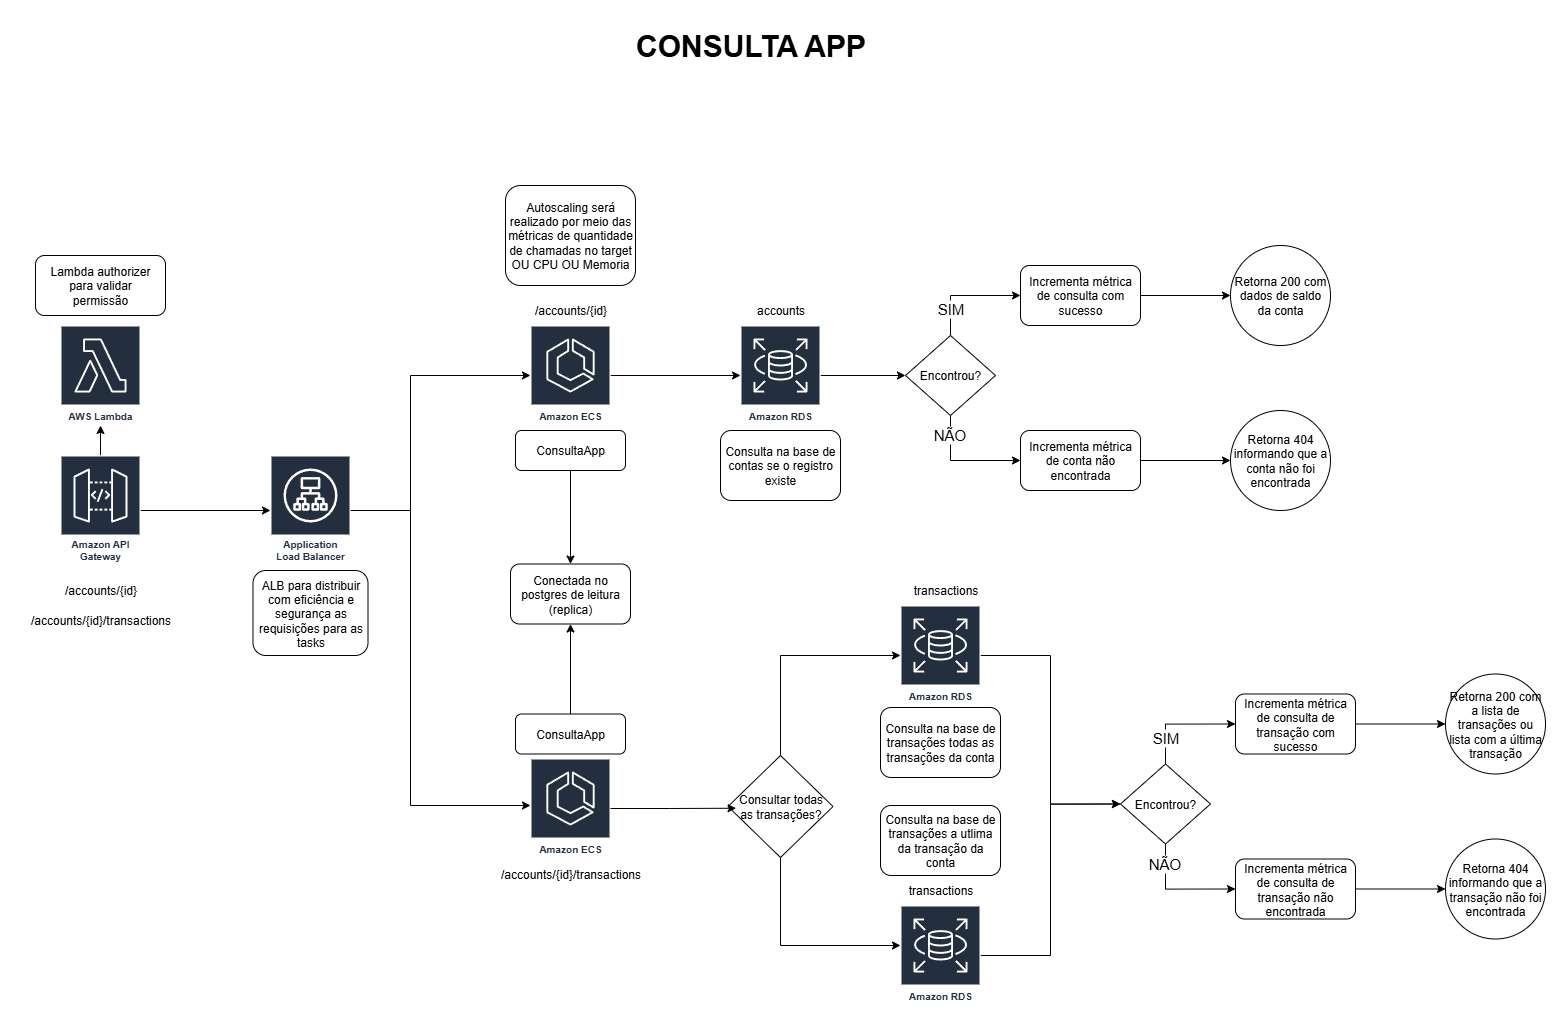 CONSULTA APP
Autoscaling será
realizado por meio das
métricas de quantidade
de chamadas no target
OU CPU OU Memoria
Lambda authorizer
para validar
permissão
AWS Lambda
Amazon API
Gateway
/accounts/{id}
/accounts/{id}/transactions
Application
Load Balancer
ALB para distribuir
com eficiência e
segurança as
requisições para as
tasks
/accounts/{id}
Amazon ECS
ConsultaApp
accounts
Amazon RDS
Consulta na base de
contas se o registro
existe
Encontrou?
SIM
Incrementa métrica
de consulta com
sucesso
Retorna 200 com
dados de saldo
da conta
NÃO
Incrementa métrica
de conta não
encontrada
Retorna 404
informando que a
conta não foi
encontrada
Conectada no
postgres de leitura
(replica)
ConsultaApp
Amazon ECS
/accounts/{id}/transactions
Consultar todas
as transações?
transactions
Amazon RDS
Consulta na base de
transações todas as
transações da conta
Consulta na base de
transações a utlima
da transação da
conta
transactions
Amazon RDS
Encontrou?
SIM
Incrementa métrica
de consulta de
transação com
sucesso
Retorna 200 com
a lista de
transações ou
lista com a última
transação
NÃO
Incrementa métrica
de consulta de
transação não
encontrada
Retorna 404
informando que a
transação não foi
encontrada